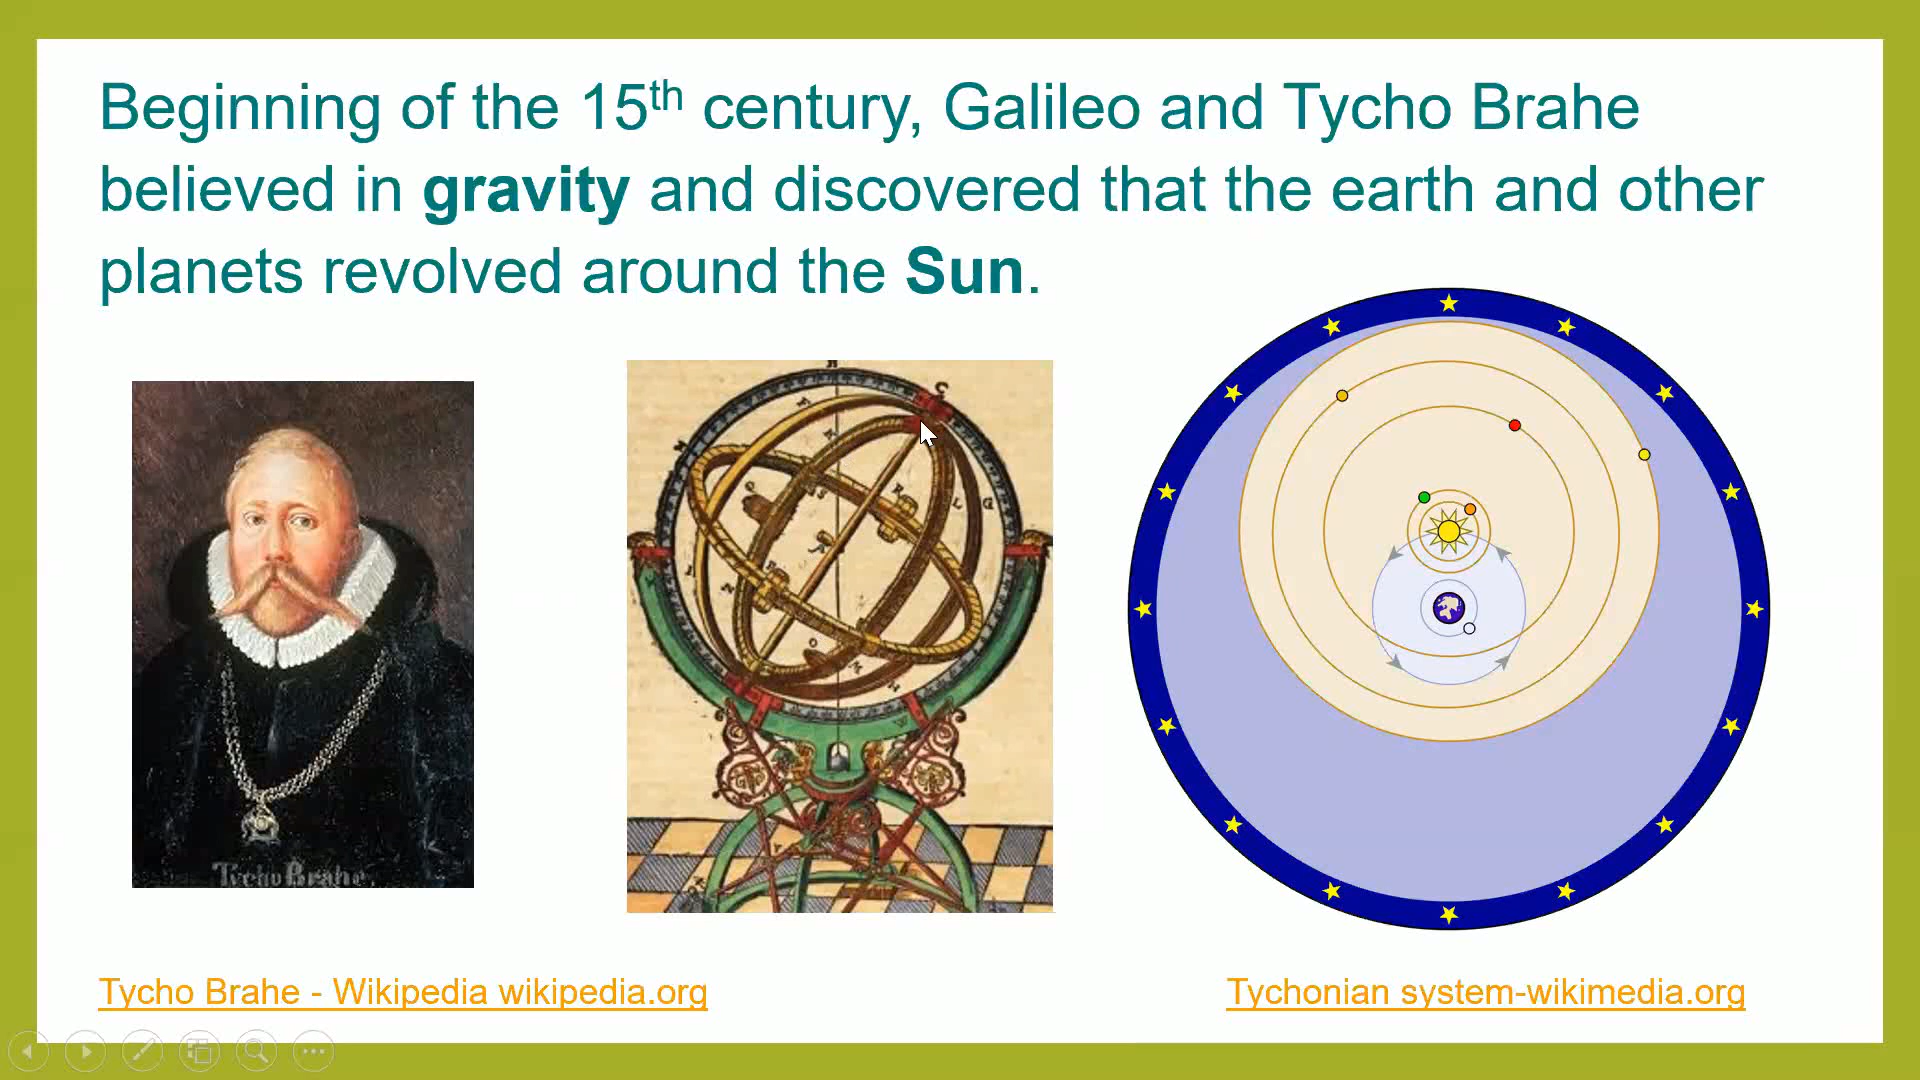 Beginning of the 15th century, Galileo and Tycho Brahe
believed in gravity and discovered that the earth and other
planets revolved around the Sun.
Tycho Brahe
Tycho Brahe - Wikipedia wikipedia.org
Tychonian system-wikimedia.org